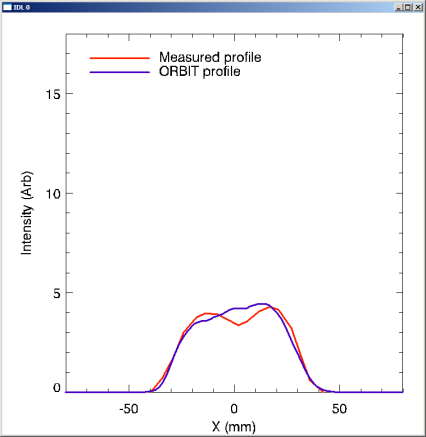 IDL 0
Measured profile
ORBIT profile
15
10
5
0
Intensity (Arb)
-50 0 50
X (mm)